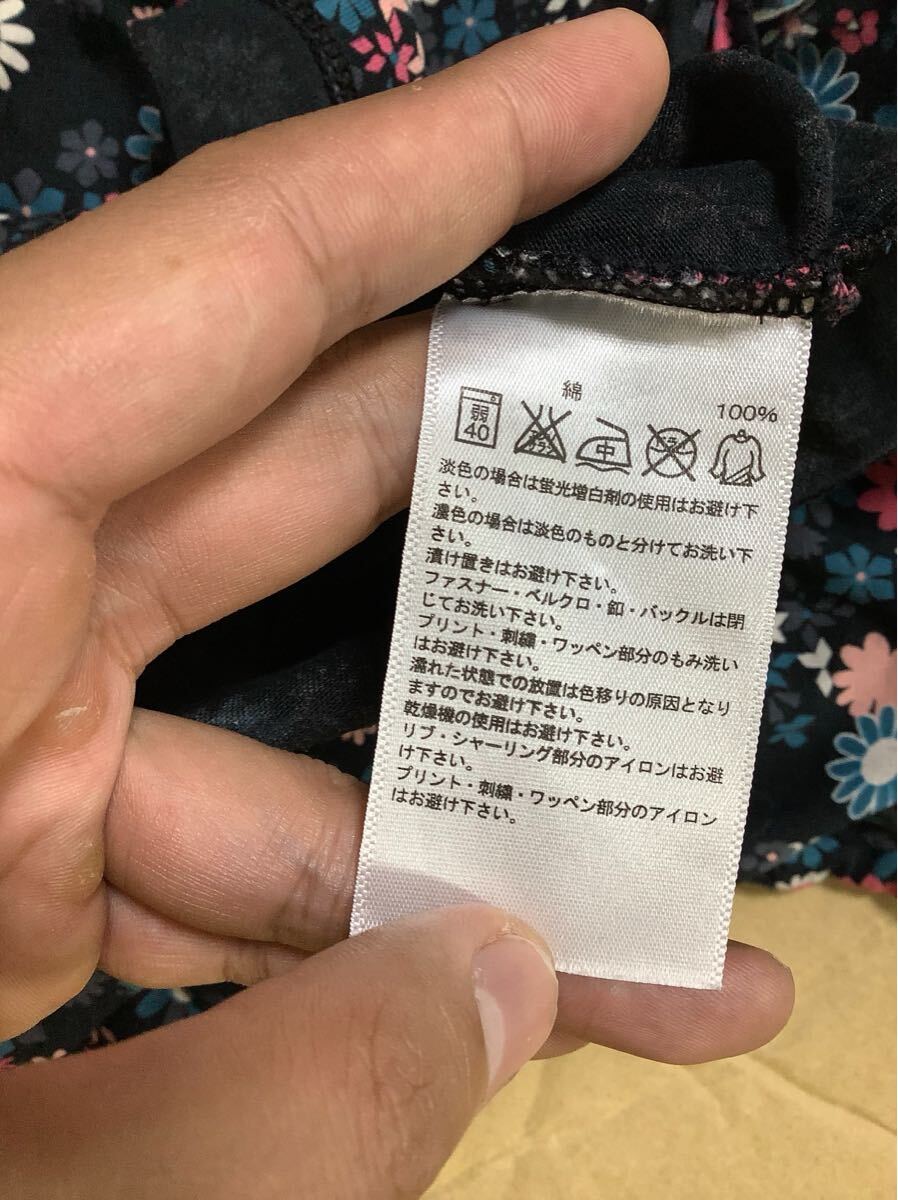 綿 100%
弱 40 エンソ サラシ 中 ドライ
淡色の場合は蛍光増白剤の使用はお避け下
さい。
濃色の場合は淡色のものと分けてお洗い下
さい。
漬け置きはお避け下さい。
ファスナー・ベルクロ・釦・バックルは閉
じてお洗い下さい。
プリント・刺繍・ワッペン部分のもみ洗い
はお避け下さい。
濡れた状態での放置は色移りの原因となり
ますのでお避け下さい。
乾燥機の使用はお避け下さい。
リブ・シャーリング部分のアイロンはお避
け下さい。
プリント・刺繍・ワッペン部分のアイロン
はお避け下さい。